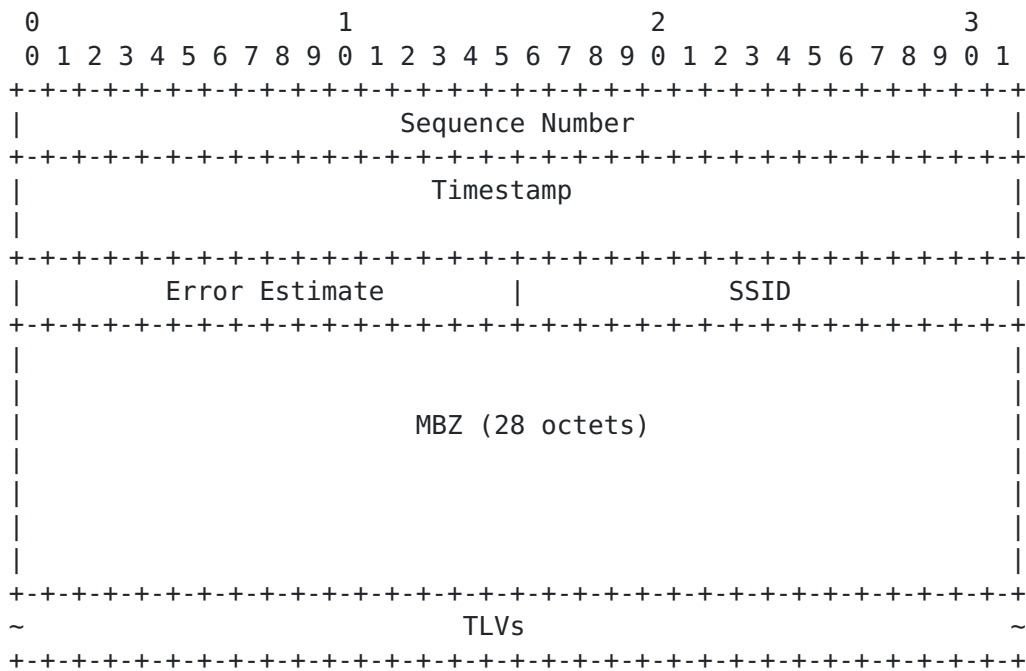 0                   1                   2                   3
 0 1 2 3 4 5 6 7 8 9 0 1 2 3 4 5 6 7 8 9 0 1 2 3 4 5 6 7 8 9 0 1
+-+-+-+-+-+-+-+-+-+-+-+-+-+-+-+-+-+-+-+-+-+-+-+-+-+-+-+-+-+-+-+-+
|                        Sequence Number                        |
+-+-+-+-+-+-+-+-+-+-+-+-+-+-+-+-+-+-+-+-+-+-+-+-+-+-+-+-+-+-+-+-+
|                          Timestamp                            |
|                                                               |
+-+-+-+-+-+-+-+-+-+-+-+-+-+-+-+-+-+-+-+-+-+-+-+-+-+-+-+-+-+-+-+-+
|         Error Estimate        |             SSID              |
+-+-+-+-+-+-+-+-+-+-+-+-+-+-+-+-+-+-+-+-+-+-+-+-+-+-+-+-+-+-+-+-+
|                                                               |
|                                                               |
|                         MBZ (28 octets)                       |
|                                                               |
|                                                               |
|                                                               |
|                                                               |
+-+-+-+-+-+-+-+-+-+-+-+-+-+-+-+-+-+-+-+-+-+-+-+-+-+-+-+-+-+-+-+-+
~                            TLVs                               ~
+-+-+-+-+-+-+-+-+-+-+-+-+-+-+-+-+-+-+-+-+-+-+-+-+-+-+-+-+-+-+-+-+